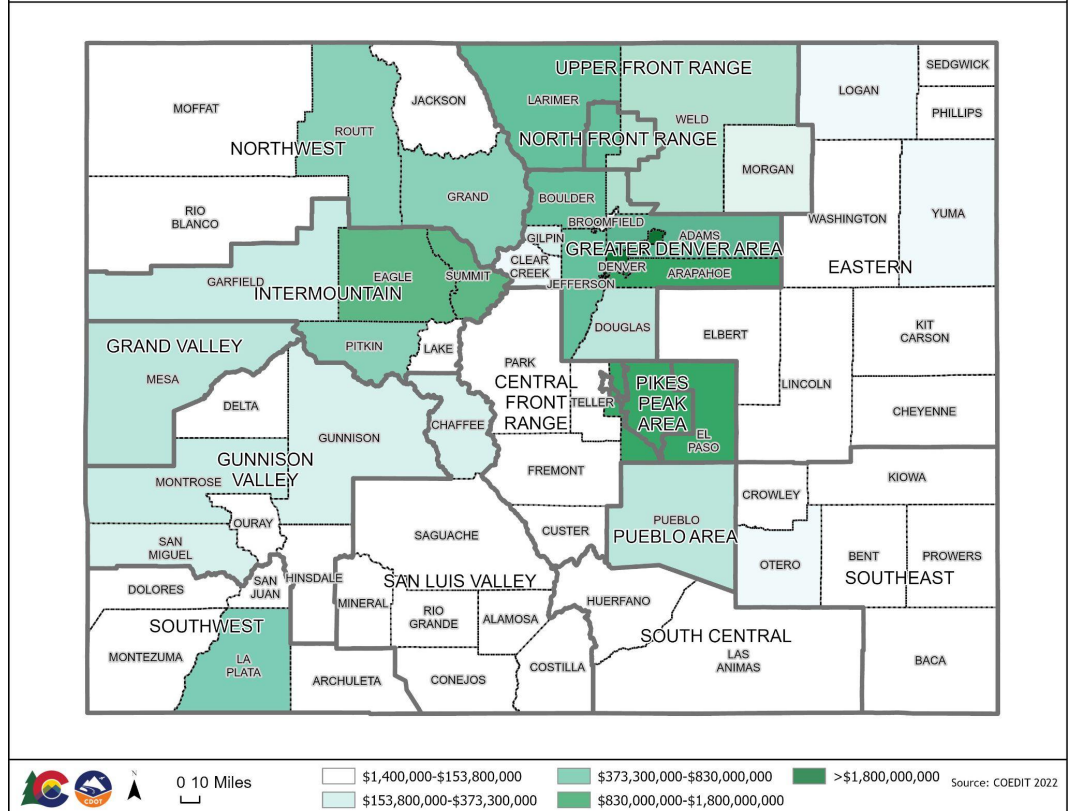 UPPER FRONT RANGE
SEDGWICK
LOGAN
JACKSON
LARIMER
MOFFAT
PHILLIPS
WELD
ROUTT
NORTH FRONT RANGE
NORTHWEST
MORGAN
GRAND
BOULDER
RIO
BLANCO
WASHINGTON
YUMA
BROOMFIELD
ADAMS
GILPIN
GREATER DENVER AREA
CLEAR
CREEK
DENVER
ARAPAHOE
EASTERN
EAGLE
SUMMIT
GARFIELD
JEFFERSON
INTERMOUNTAIN
DOUGLAS
ELBERT
KIT
CARSON
GRAND VALLEY
PITKIN
LAKE
PARK
MESA
CENTRAL
FRONT
RANGE
TELLER
PIKES
PEAK
AREA
LINCOLN
DELTA
CHEYENNE
CHAFFEE
GUNNISON
EL
PASO
GUNNISON
VALLEY
FREMONT
KIOWA
MONTROSE
CROWLEY
OURAY
PUEBLO
PUEBLO AREA
SAGUACHE
CUSTER
SAN
MIGUEL
BENT
PROWERS
OTERO
SOUTHEAST
DOLORES
SAN
JUAN
HINSDALE
SAN LUIS VALLEY
MINERAL
RIO
GRANDE
ALAMOSA
HUERFANO
SOUTHWEST
SOUTH CENTRAL
MONTEZUMA
LA
PLATA
LAS
ANIMAS
BACA
COSTILLA
ARCHULETA
CONEJOS
CDOT
N
0 10 Miles
$1,400,000-$153,800,000
$153,800,000-$373,300,000
$373,300,000-$830,000,000
$830,000,000-$1,800,000,000
>$1,800,000,000
Source: COEDIT 2022